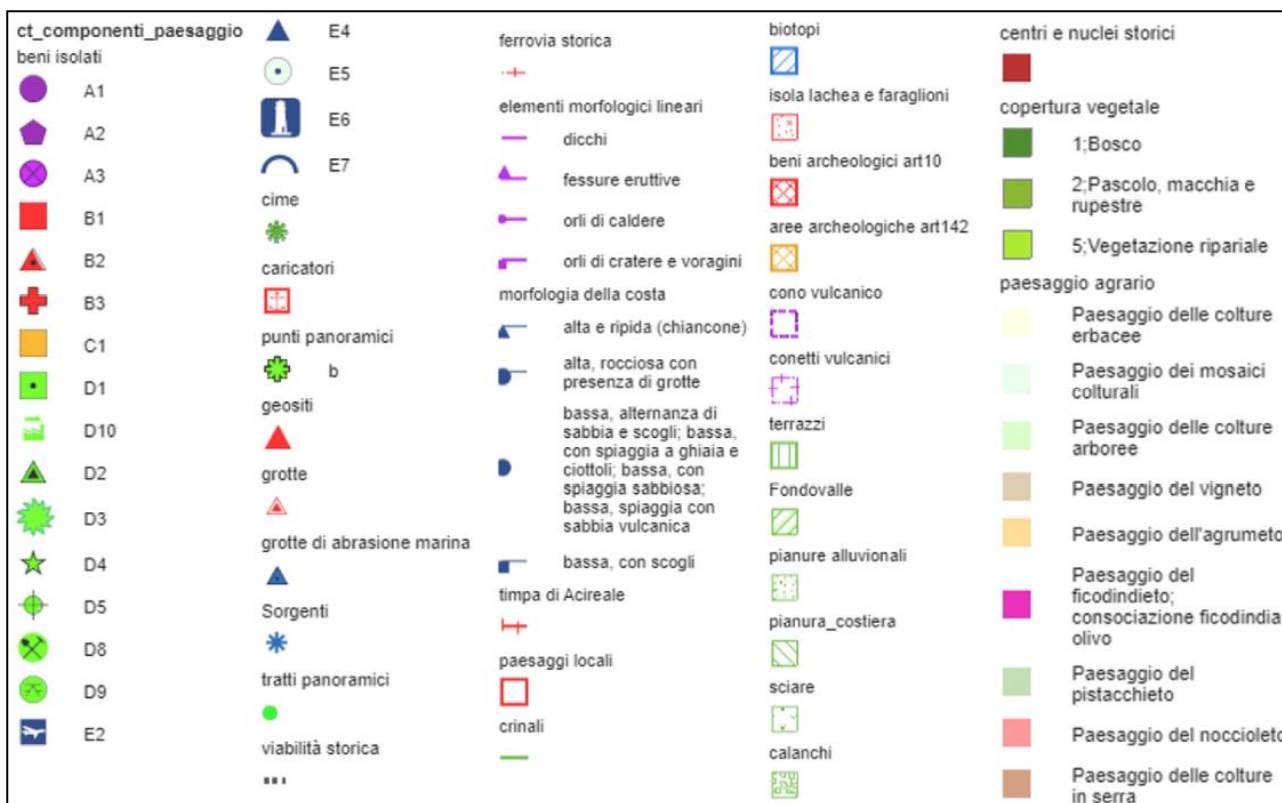 ct_componenti_paesaggio
beni isolati
A1
A2
A3
B1
B2
B3
C1
D1
D10
D2
D3
D4
D5
D8
D9
E2
E4
E5
E6
E7
cime
caricatori
punti panoramici
b
geositi
grotte
grotte di abrasione marina
Sorgenti
tratti panoramici
viabilità storica
ferrovia storica
elementi morfologici lineari
dicchi
fessure eruttive
orli di caldere
orli di cratere e voragini
morfologia della costa
alta e ripida (chiancone)
alta, rocciosa con
presenza di grotte
bassa, alternanza di
sabbia e scogli; bassa,
con spiaggia a ghiaia e
ciottoli; bassa, con
spiaggia sabbiosa;
bassa, spiaggia con
sabbia vulcanica
bassa, con scogli
timpa di Acireale
paesaggi locali
crinali
biotopi
isola lachea e faraglioni
beni archeologici art10
aree archeologiche art142
cono vulcanico
conetti vulcanici
terrazzi
Fondovalle
pianure alluvionali
pianura_costiera
sciare
calanchi
centri e nuclei storici
copertura vegetale
1;Bosco
2;Pascolo, macchia e
rupestre
5;Vegetazione ripariale
paesaggio agrario
Paesaggio delle colture
erbacee
Paesaggio dei mosaici
colturali
Paesaggio delle colture
arboree
Paesaggio del vigneto
Paesaggio dell'agrumeto
Paesaggio del
ficodindieto;
consociazione ficodindia
olivo
Paesaggio del
pistacchieto
Paesaggio del noccioleto
Paesaggio delle colture
in serra